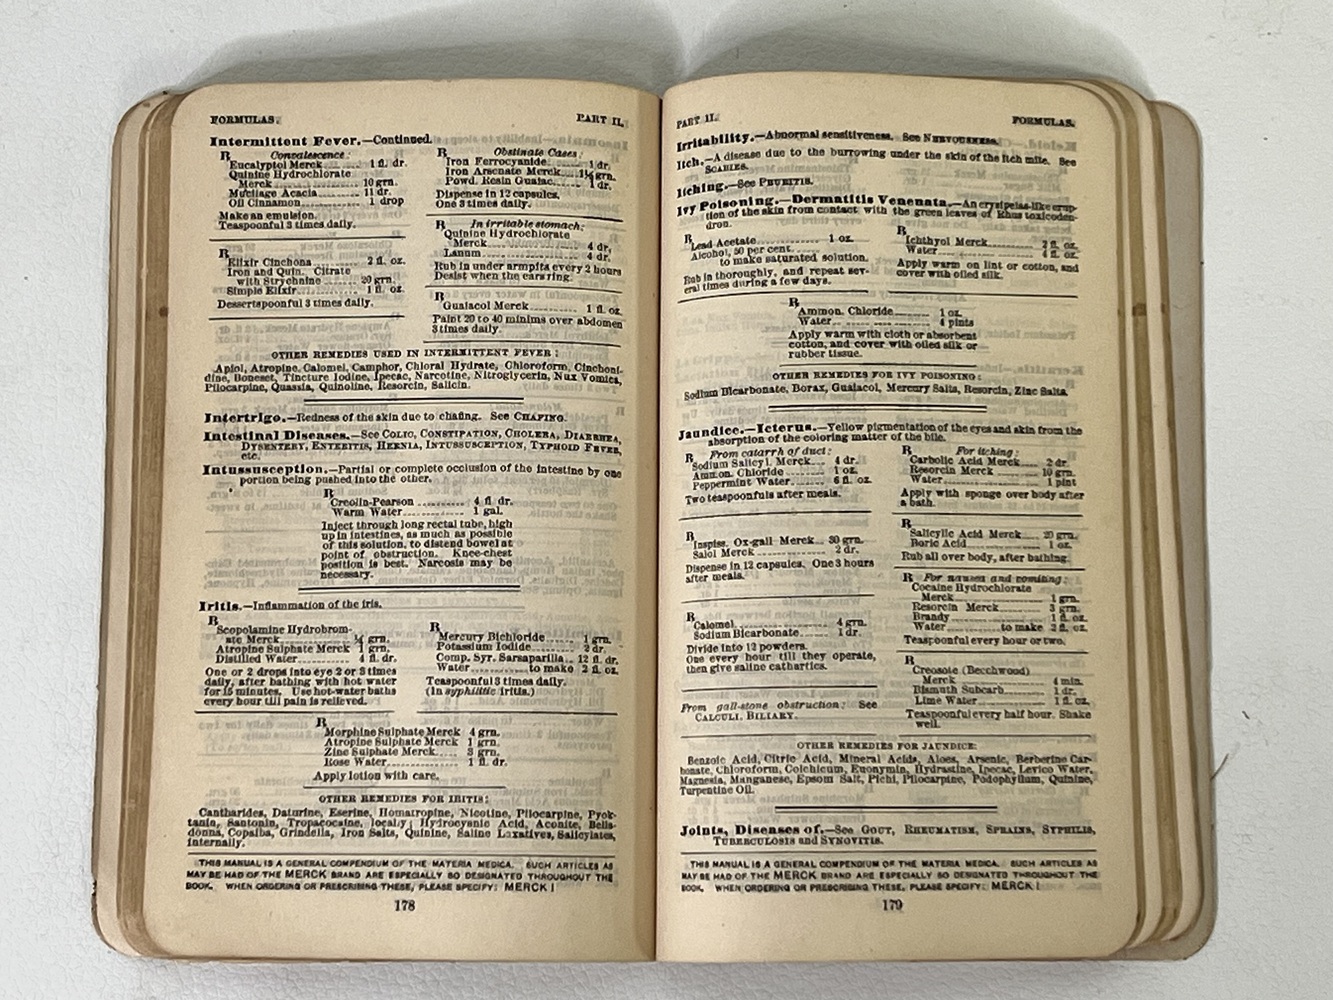 FORMULAS. PART II.
Intermittent Fever.—Continued.
℞ Convalescence:
Eucalyptol Merck 1 fl. dr.
Quinine Hydrochlorate
Merck 10 grn.
Mucilage Acacia 11 dr.
Oil Cinnamon 1 drop
Make an emulsion.
Teaspoonful 3 times daily.
℞
Elixir Cinchona 2 fl. oz.
Iron and Quin. Citrate
with Strychnine 20 grn.
Simple Elixir 1 fl. oz.
Dessertspoonful 3 times daily.
℞ Obstinate Cases:
Iron Ferrocyanide 1 dr.
Iron Arsenate Merck 1½ grn.
Powd. Resin Guaiac 1 dr.
Dispense in 12 capsules.
One 3 times daily.
℞ In irritable stomach:
Quinine Hydrochlorate
Merck 4 dr.
Lanum 4 dr.
Rub in under armpits every 2 hours
Desist when the ears ring.
℞
Guaiacol Merck 1 fl. oz.
Paint 20 to 40 minims over abdomen
3 times daily.
OTHER REMEDIES USED IN INTERMITTENT FEVER:
Apiol, Atropine, Calomel, Camphor, Chloral Hydrate, Chloroform, Cinchoni-
dine, Boneset, Tincture Iodine, Ipecac, Narcotine, Nitroglycerin, Nux Vomica,
Pilocarpine, Quassia, Quinoline, Resorcin, Salicin.
Intertrigo.—Redness of the skin due to chafing. See CHAFING.
Intestinal Diseases.—See COLIC, CONSTIPATION, CHOLERA, DIARRHEA,
DYSENTERY, ENTERITIS, HERNIA, INTUSSUSCEPTION, TYPHOID FEVER,
etc.
Intussusception.—Partial or complete occlusion of the intestine by one
portion being pushed into the other.
℞
Creolin-Pearson 4 fl dr.
Warm Water 1 gal.
Inject through long rectal tube, high
up in intestines, as much as possible
of this solution, to distend bowel at
point of obstruction. Knee-chest
position is best. Narcosis may be
necessary.
Iritis.—Inflammation of the iris.
℞
Scopolamine Hydrobrom-
ate Merck ¼ grn.
Atropine Sulphate Merck 1 grn.
Distilled Water 4 fl. dr.
One or 2 drops into eye 2 or 3 times
daily, after bathing with hot water
for 15 minutes. Use hot-water baths
every hour till pain is relieved.
℞
Mercury Bichloride 1 grn.
Potassium Iodide 2 dr.
Comp. Syr. Sarsaparilla 12 fl. dr.
Water to make 2 fl. oz.
Teaspoonful 3 times daily.
(In syphilitic iritis.)
℞
Morphine Sulphate Merck 4 grn.
Atropine Sulphate Merck 1 grn.
Zinc Sulphate Merck 3 grn.
Rose Water 1 fl. dr.
Apply lotion with care.
OTHER REMEDIES FOR IRITIS:
Cantharides, Daturine, Eserine, Homatropine, Nicotine, Pilocarpine, Pyok-
tanin, Santonin, Tropacocaine, locally; Hydrocyanic Acid, Aconite, Bella-
donna, Copaiba, Grindelia, Iron Salts, Quinine, Saline Laxatives, Salicylates,
internally.
THIS MANUAL IS A GENERAL COMPENDIUM OF THE MATERIA MEDICA. SUCH ARTICLES AS
MAY BE HAD OF THE MERCK BRAND ARE ESPECIALLY SO DESIGNATED THROUGHOUT THE
BOOK. WHEN ORDERING OR PRESCRIBING THESE, PLEASE SPECIFY: MERCK!
178
PART II. FORMULAS.
Irritability.—Abnormal sensitiveness. See NERVOUSNESS.
Itch.—A disease due to the burrowing under the skin of the itch mite. See
SCABIES.
Itching.—See PRURITIS.
Ivy Poisoning.—Dermatitis Venenata.—An erysipelas-like erup-
tion of the skin from contact with the green leaves of Rhus toxicoden-
dron.
℞
Lead Acetate 1 oz.
Alcohol, 50 per cent.
to make saturated solution.
Rub in thoroughly, and repeat sev-
eral times during a few days.
℞
Ichthyol Merck 2 fl. oz.
Water 4 fl. oz.
Apply warm on lint or cotton, and
cover with oiled silk.
℞
Ammon. Chloride 1 oz.
Water 4 pints
Apply warm with cloth or absorbent
cotton, and cover with oiled silk or
rubber tissue.
OTHER REMEDIES FOR IVY POISONING:
Sodium Bicarbonate, Borax, Guaiacol, Mercury Salts, Resorcin, Zinc Salts.
Jaundice.—Icterus.—Yellow pigmentation of the eyes and skin from the
absorption of the coloring matter of the bile.
℞ From catarrh of duct:
Sodium Salicyl. Merck 4 dr.
Ammon. Chloride 1 oz.
Peppermint Water 6 fl. oz.
Two teaspoonfuls after meals.
℞
Inspiss. Ox-gall Merck 30 grn.
Salol Merck 2 dr.
Dispense in 12 capsules. One 3 hours
after meals.
℞
Calomel 4 grn.
Sodium Bicarbonate 1 dr.
Divide into 12 powders.
One every hour till they operate,
then give saline cathartics.
From gall-stone obstruction: See
CALCULI, BILIARY.
℞ For itching:
Carbolic Acid Merck 2 dr.
Resorcin Merck 10 grn.
Water 1 pint
Apply with sponge over body after
a bath.
℞
Salicylic Acid Merck 20 grn.
Boric Acid 1 oz.
Rub all over body, after bathing.
℞ For nausea and vomiting:
Cocaine Hydrochlorate
Merck 1 grn.
Resorcin Merck 3 grn.
Brandy 1 fl. oz.
Water to make 2 fl. oz.
Teaspoonful every hour or two.
℞
Creosote (Beechwood)
Merck 4 min.
Bismuth Subcarb 1 dr.
Lime Water 1 fl. oz.
Teaspoonful every half hour. Shake
well.
OTHER REMEDIES FOR JAUNDICE:
Benzoic Acid, Citric Acid, Mineral Acids, Aloes, Arsenic, Berberine Car-
bonate, Chloroform, Colchicum, Euonymin, Hydrastine, Ipecac, Levico Water,
Magnesia, Manganese, Epsom Salt, Pichi, Pilocarpine, Podophyllum, Quinine,
Turpentine Oil.
Joints, Diseases of.—See GOUT, RHEUMATISM, SPRAINS, SYPHILIS,
TUBERCULOSIS and SYNOVITIS.
THIS MANUAL IS A GENERAL COMPENDIUM OF THE MATERIA MEDICA. SUCH ARTICLES AS
MAY BE HAD OF THE MERCK BRAND ARE ESPECIALLY SO DESIGNATED THROUGHOUT THE
BOOK. WHEN ORDERING OR PRESCRIBING THESE, PLEASE SPECIFY: MERCK!
179